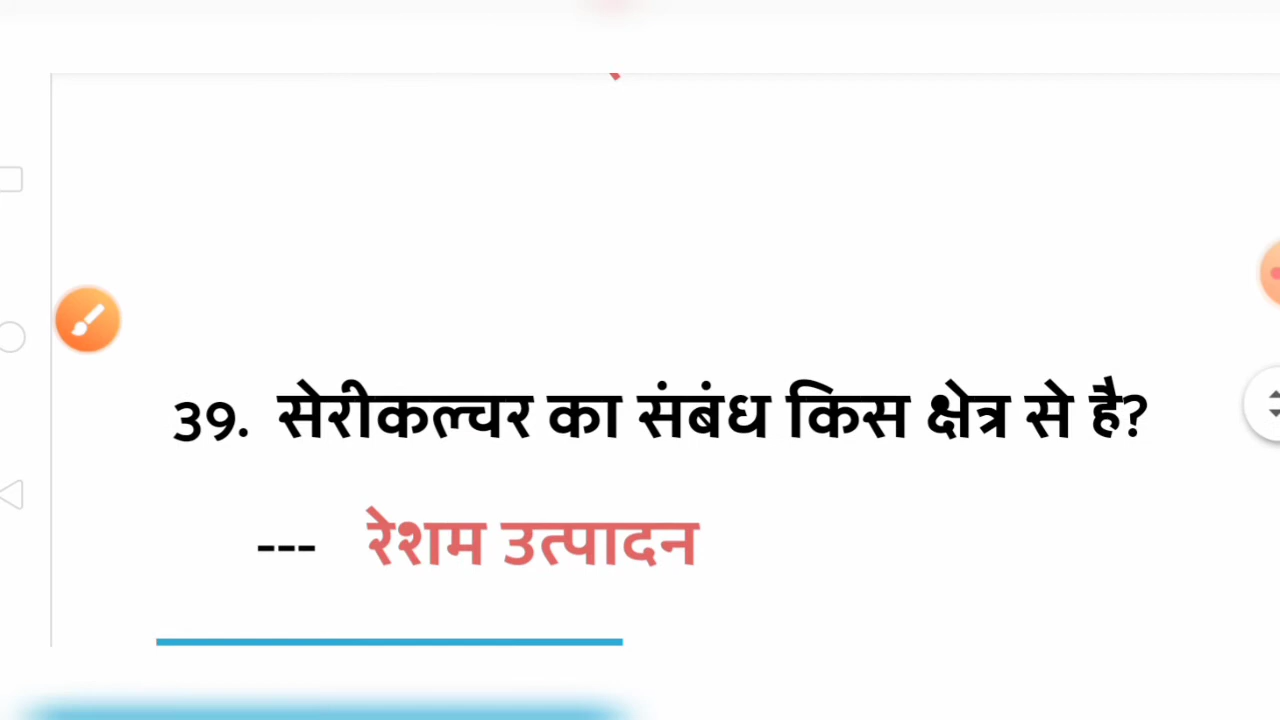 39. सेरीकल्चर का संबंध किस क्षेत्र से है?
--- रेशम उत्पादन